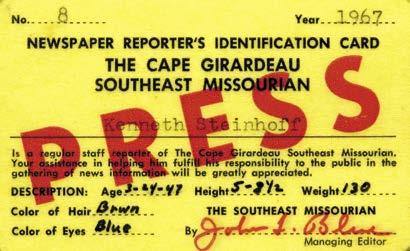 No. 8 Year 1967
NEWSPAPER REPORTER'S IDENTIFICATION CARD
THE CAPE GIRARDEAU
SOUTHEAST MISSOURIAN
PRESS
Kenneth Steinhoff
Is a regular staff reporter of The Cape Girardeau Southeast Missourian.
Your assistance in helping him fulfill his responsibility to the public in the
gathering of news information will be greatly appreciated.
DESCRIPTION: Age 3-24-47 Height 5-8½ Weight 130
Color of Hair Brwn THE SOUTHEAST MISSOURIAN
Color of Eyes Blue By John
Managing Editor